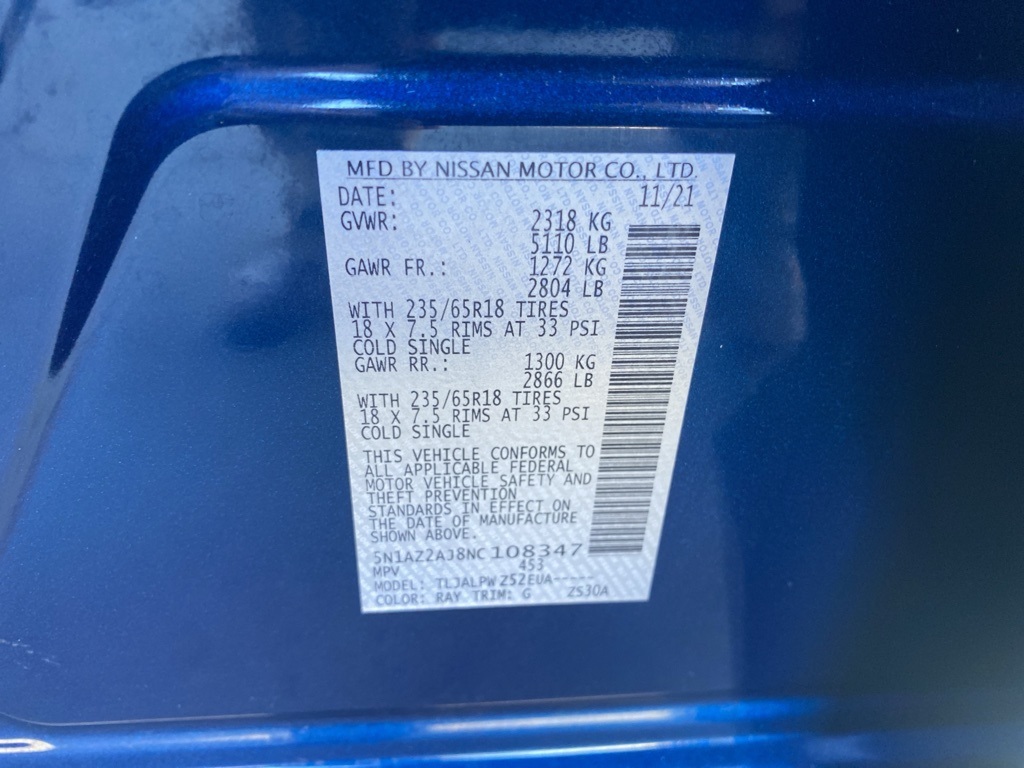 MFD BY NISSAN MOTOR CO., LTD.
DATE: 11/21
GVWR: 2318 KG
5110 LB
GAWR FR.: 1272 KG
2804 LB
WITH 235/65R18 TIRES
18 X 7.5 RIMS AT 33 PSI
COLD SINGLE
GAWR RR.: 1300 KG
2866 LB
WITH 235/65R18 TIRES
18 X 7.5 RIMS AT 33 PSI
COLD SINGLE
THIS VEHICLE CONFORMS TO
ALL APPLICABLE FEDERAL
MOTOR VEHICLE SAFETY AND
THEFT PREVENTION
STANDARDS IN EFFECT ON
THE DATE OF MANUFACTURE
SHOWN ABOVE.
5N1AZ2AJ8NC108347
MPV 453
MODEL: TLJALPW ZS2EUA-----
COLOR: RAY TRIM: G ZS30A